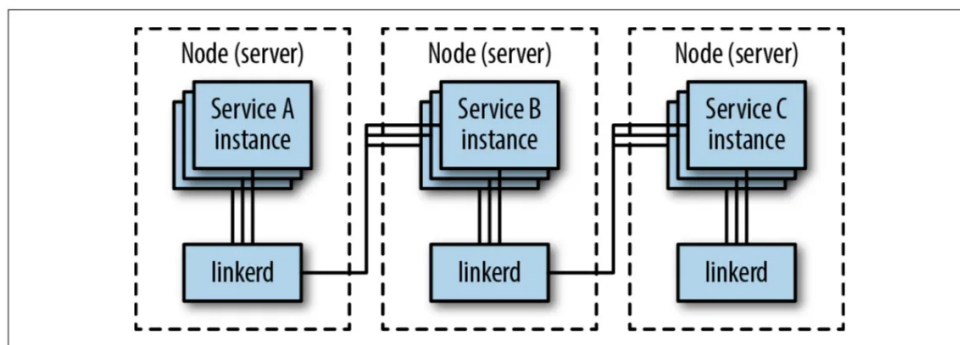 Node (server)
Service A
instance
linkerd
Node (server)
Service B
instance
linkerd
Node (server)
Service C
instance
linkerd